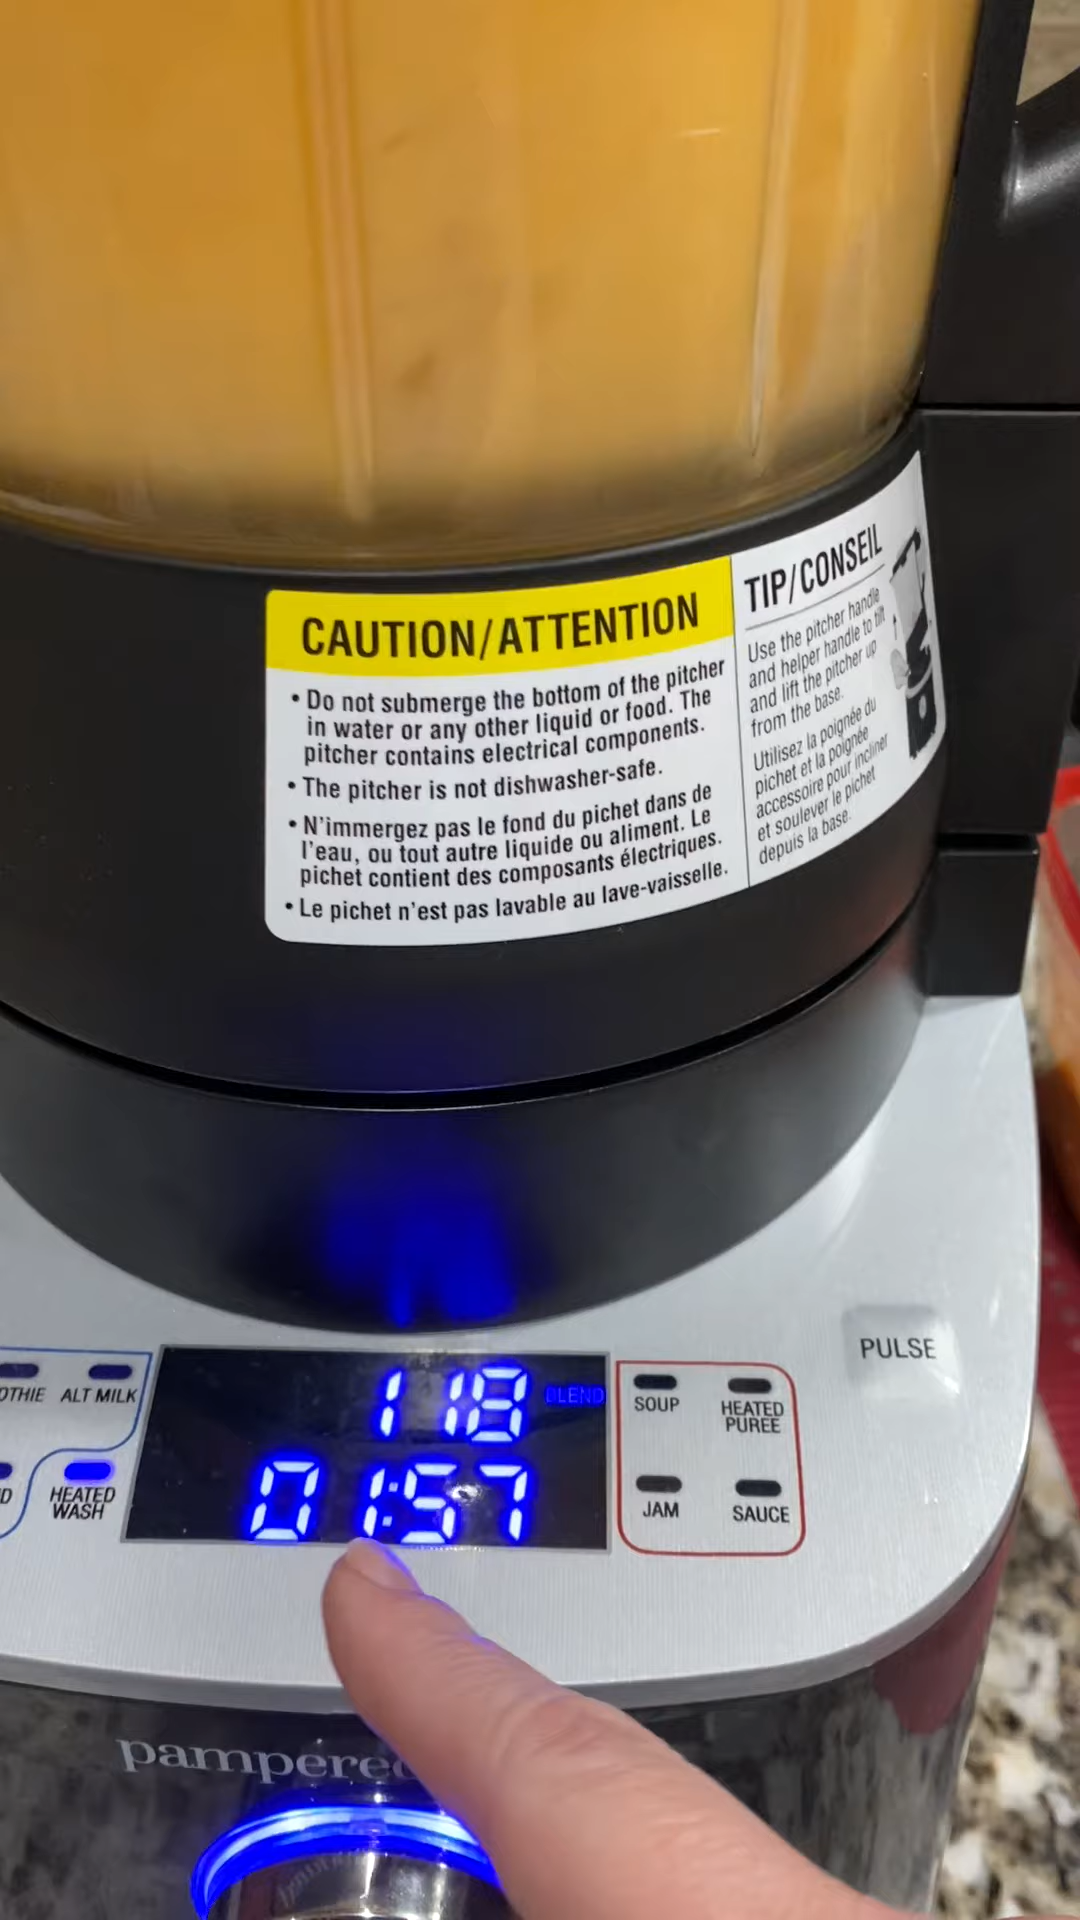 CAUTION/ATTENTION
• Do not submerge the bottom of the pitcher
in water or any other liquid or food. The
pitcher contains electrical components.
• The pitcher is not dishwasher-safe.
• N'immergez pas le fond du pichet dans de
l'eau, ou tout autre liquide ou aliment. Le
pichet contient des composants électriques.
• Le pichet n'est pas lavable au lave-vaisselle.
TIP/CONSEIL
Use the pitcher handle
and helper handle to tilt
and lift the pitcher up
from the base.
Utilisez la poignée du
pichet et la poignée
accessoire pour incliner
et soulever le pichet
depuis la base.
PULSE
OTHIE
ALT MILK
D
HEATED
WASH
118
BLEND
01:57
SOUP
HEATED
PUREE
JAM
SAUCE
pampered